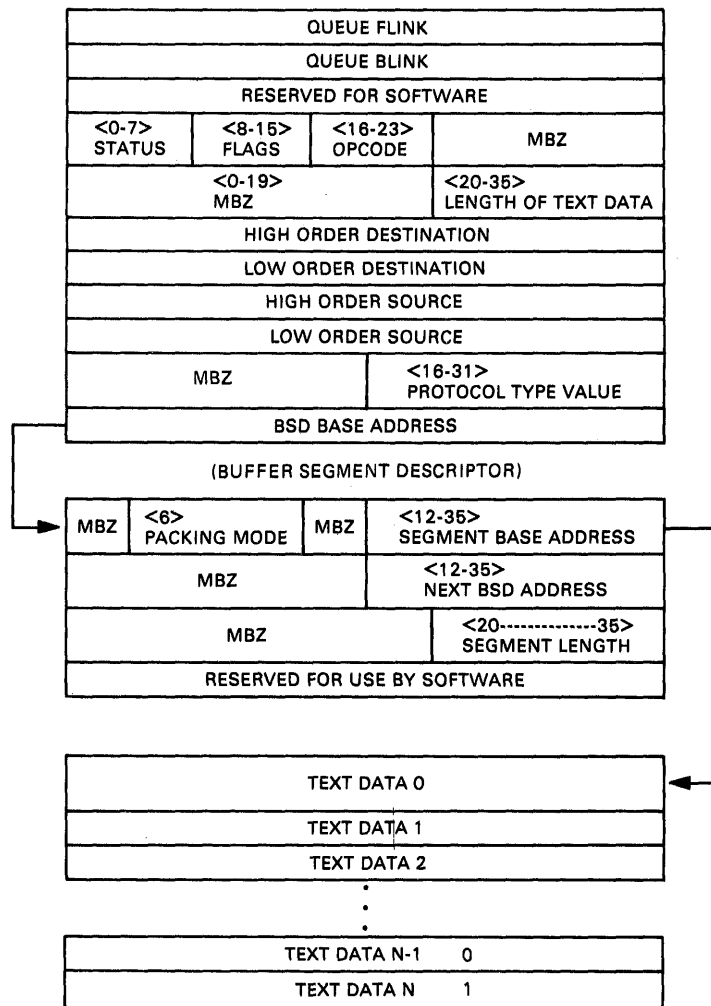 QUEUE FLINK
QUEUE BLINK
RESERVED FOR SOFTWARE
<0-7> <8-15> <16-23> MBZ
STATUS FLAGS OPCODE
<0-19> <20-35>
MBZ LENGTH OF TEXT DATA
HIGH ORDER DESTINATION
LOW ORDER DESTINATION
HIGH ORDER SOURCE
LOW ORDER SOURCE
MBZ <16-31>
PROTOCOL TYPE VALUE
BSD BASE ADDRESS
(BUFFER SEGMENT DESCRIPTOR)
MBZ <6> MBZ <12-35>
PACKING MODE SEGMENT BASE ADDRESS
MBZ <12-35>
NEXT BSD ADDRESS
MBZ <20--------------35>
SEGMENT LENGTH
RESERVED FOR USE BY SOFTWARE
TEXT DATA 0
TEXT DATA 1
TEXT DATA 2
TEXT DATA N-1 0
TEXT DATA N 1